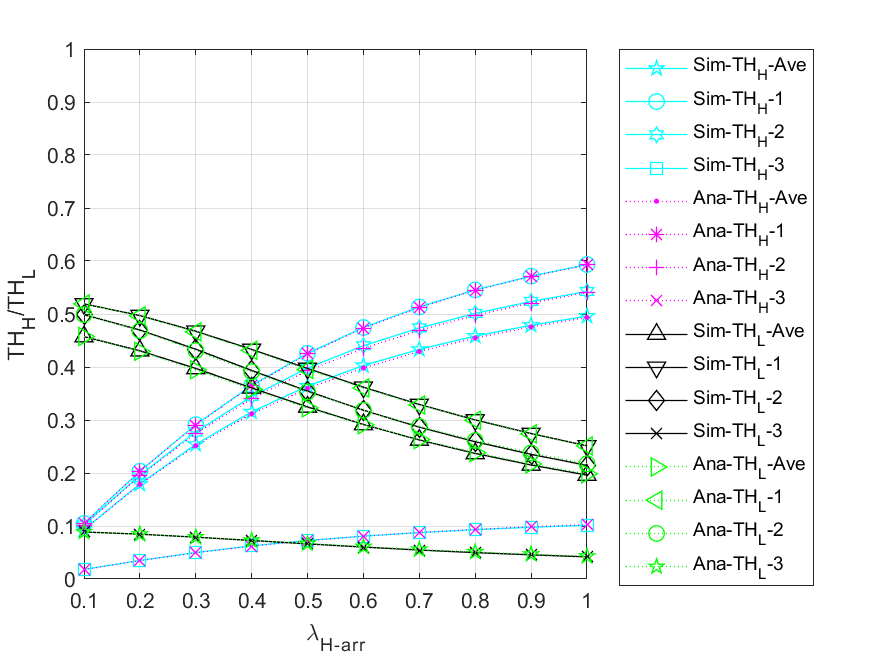 1
0.9
0.8
0.7
0.6
0.5
0.4
0.3
0.2
0.1
0
TH_H/TH_L
0.1 0.2 0.3 0.4 0.5 0.6 0.7 0.8 0.9 1
λ_H-arr
Sim-TH_H-Ave
Sim-TH_H-1
Sim-TH_H-2
Sim-TH_H-3
Ana-TH_H-Ave
Ana-TH_H-1
Ana-TH_H-2
Ana-TH_H-3
Sim-TH_L-Ave
Sim-TH_L-1
Sim-TH_L-2
Sim-TH_L-3
Ana-TH_L-Ave
Ana-TH_L-1
Ana-TH_L-2
Ana-TH_L-3